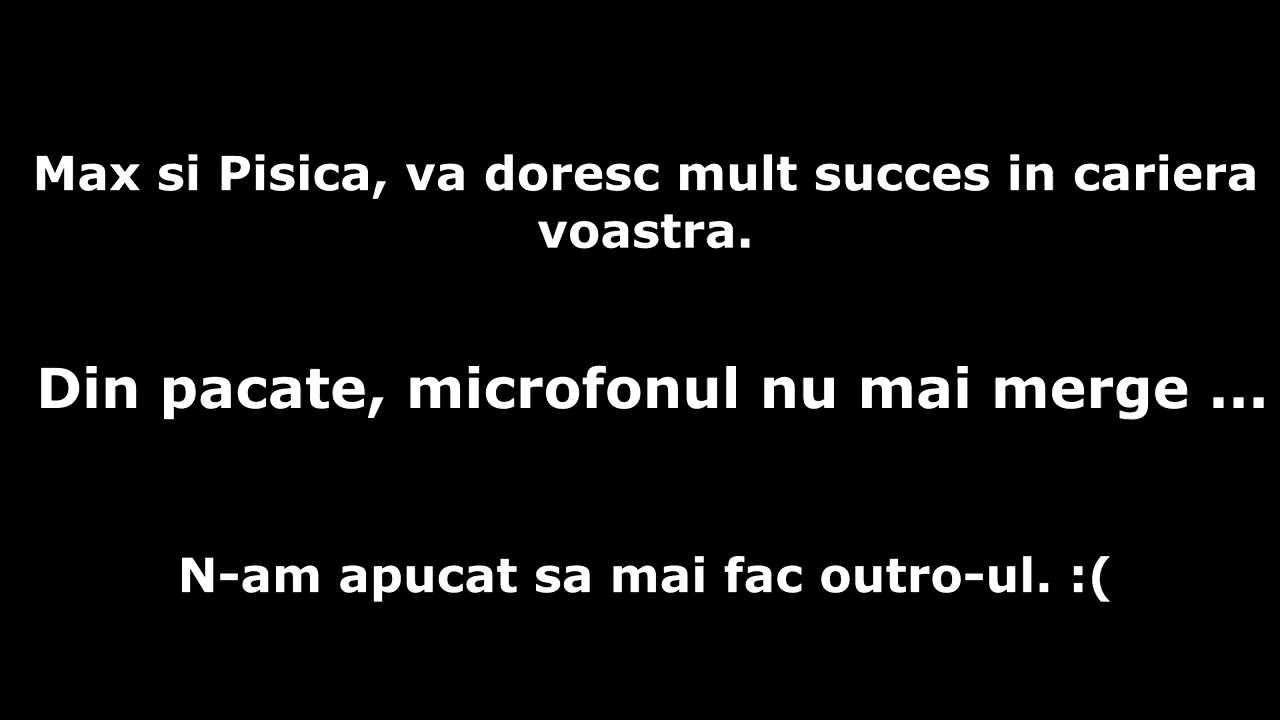 Max si Pisica, va doresc mult succes in cariera
voastra.
Din pacate, microfonul nu mai merge ...
N-am apucat sa mai fac outro-ul. :(